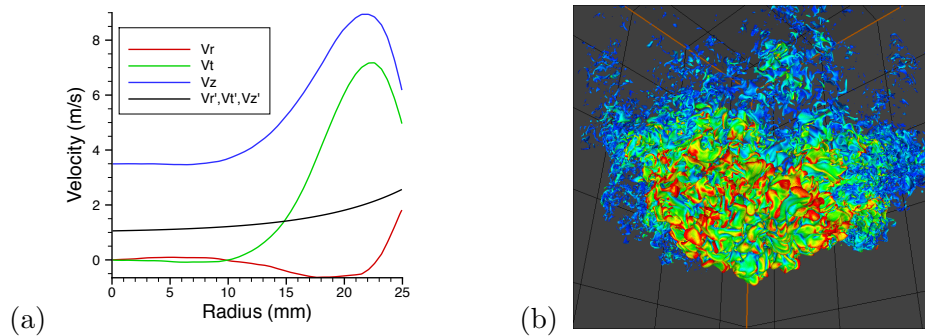 8
6
4
2
0
Velocity (m/s)
Vr
Vt
Vz
Vr',Vt',Vz'
0 5 10 15 20 25
Radius (mm)
(a)
(b)